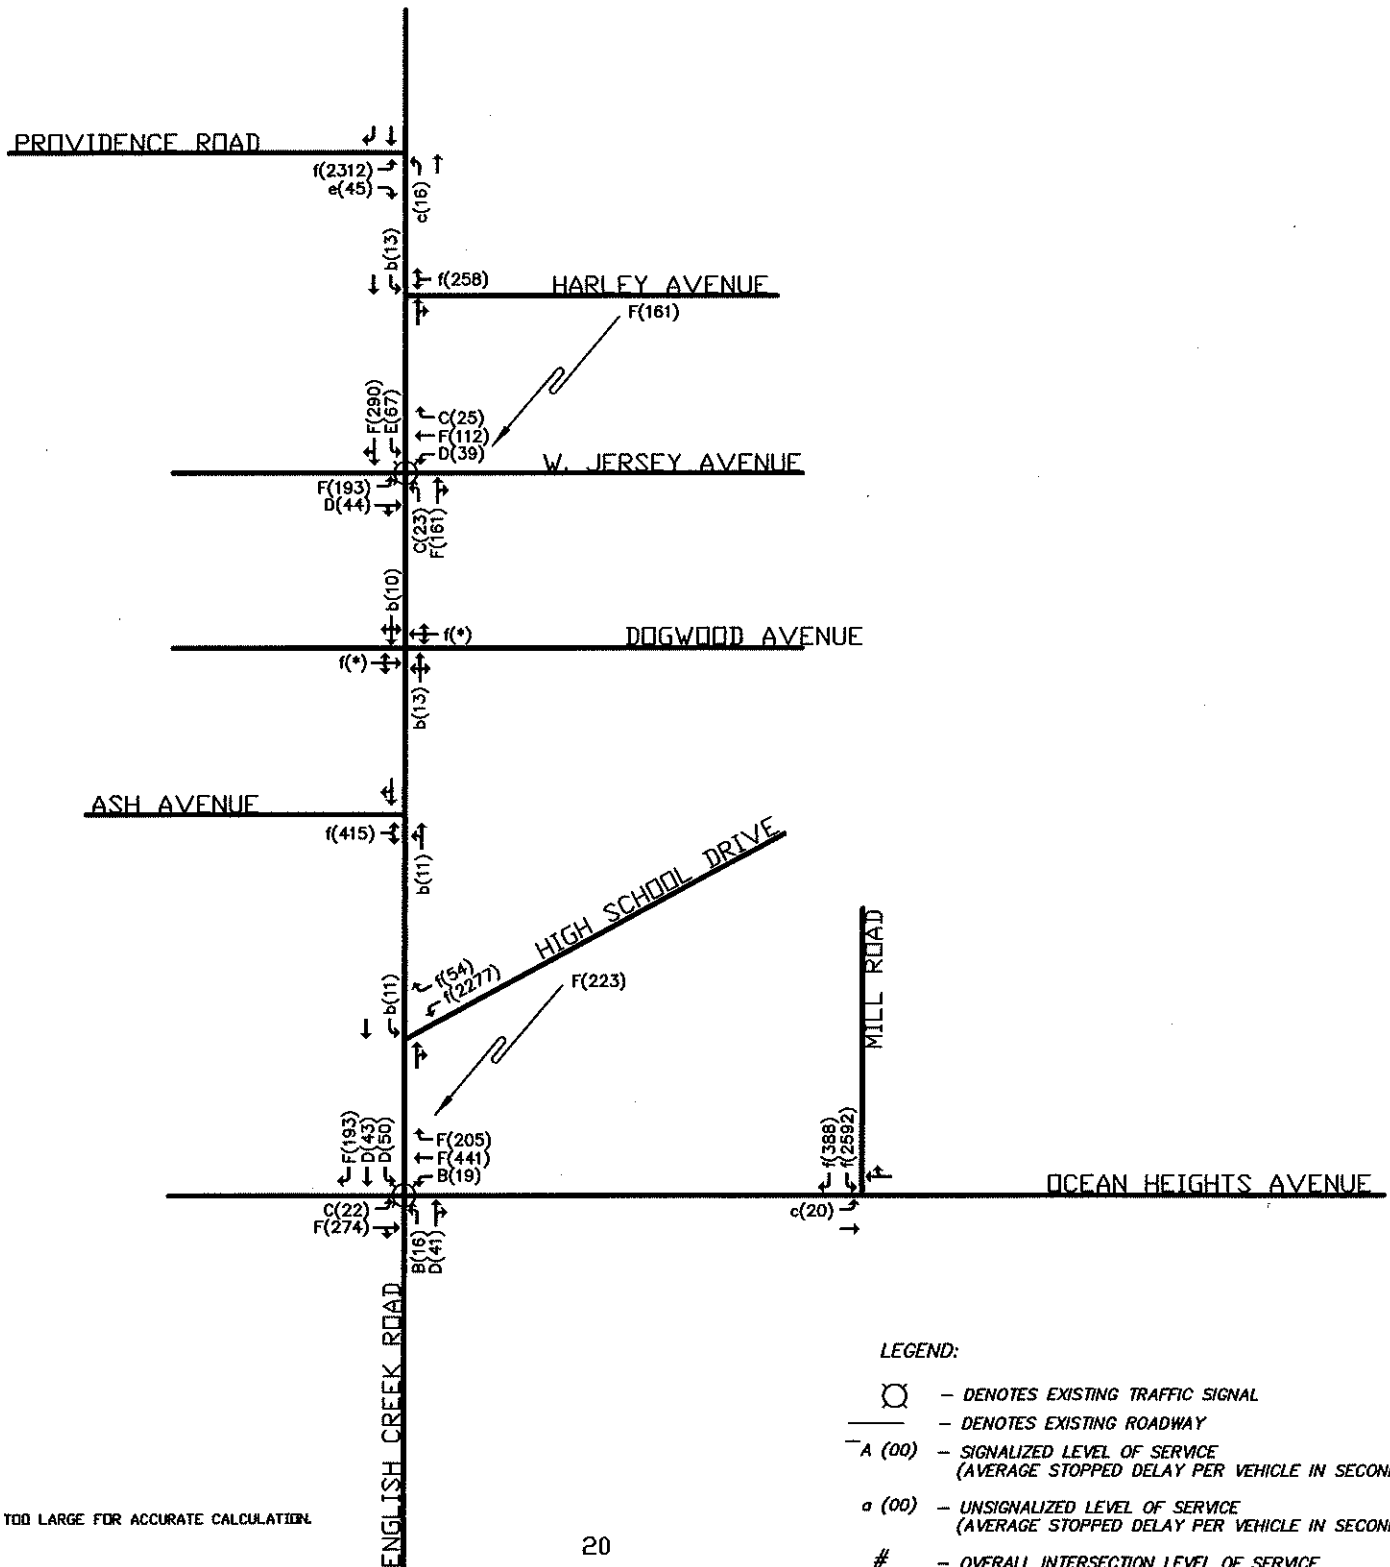 PROVIDENCE ROAD
f(2312)
e(45)
c(16)
b(13)
f(258)
HARLEY AVENUE
F(161)
F(290)
E(67)
C(25)
F(112)
D(39)
W. JERSEY AVENUE
F(193)
D(44)
C(23)
F(161)
b(10)
f(*)
DOGWOOD AVENUE
f(*)
b(13)
ASH AVENUE
f(415)
b(11)
HIGH SCHOOL DRIVE
f(54)
f(2277)
b(11)
F(223)
MILL ROAD
F(193)
D(43)
D(50)
F(205)
F(441)
B(19)
f(388)
f(2592)
OCEAN HEIGHTS AVENUE
C(22)
F(274)
B(16)
D(41)
c(20)
ENGLISH CREEK ROAD
LEGEND:
– DENOTES EXISTING TRAFFIC SIGNAL
– DENOTES EXISTING ROADWAY
A (00) – SIGNALIZED LEVEL OF SERVICE
(AVERAGE STOPPED DELAY PER VEHICLE IN SECON
a (00) – UNSIGNALIZED LEVEL OF SERVICE
(AVERAGE STOPPED DELAY PER VEHICLE IN SECON
# – OVERALL INTERSECTION LEVEL OF SERVICE
TOO LARGE FOR ACCURATE CALCULATION.
20